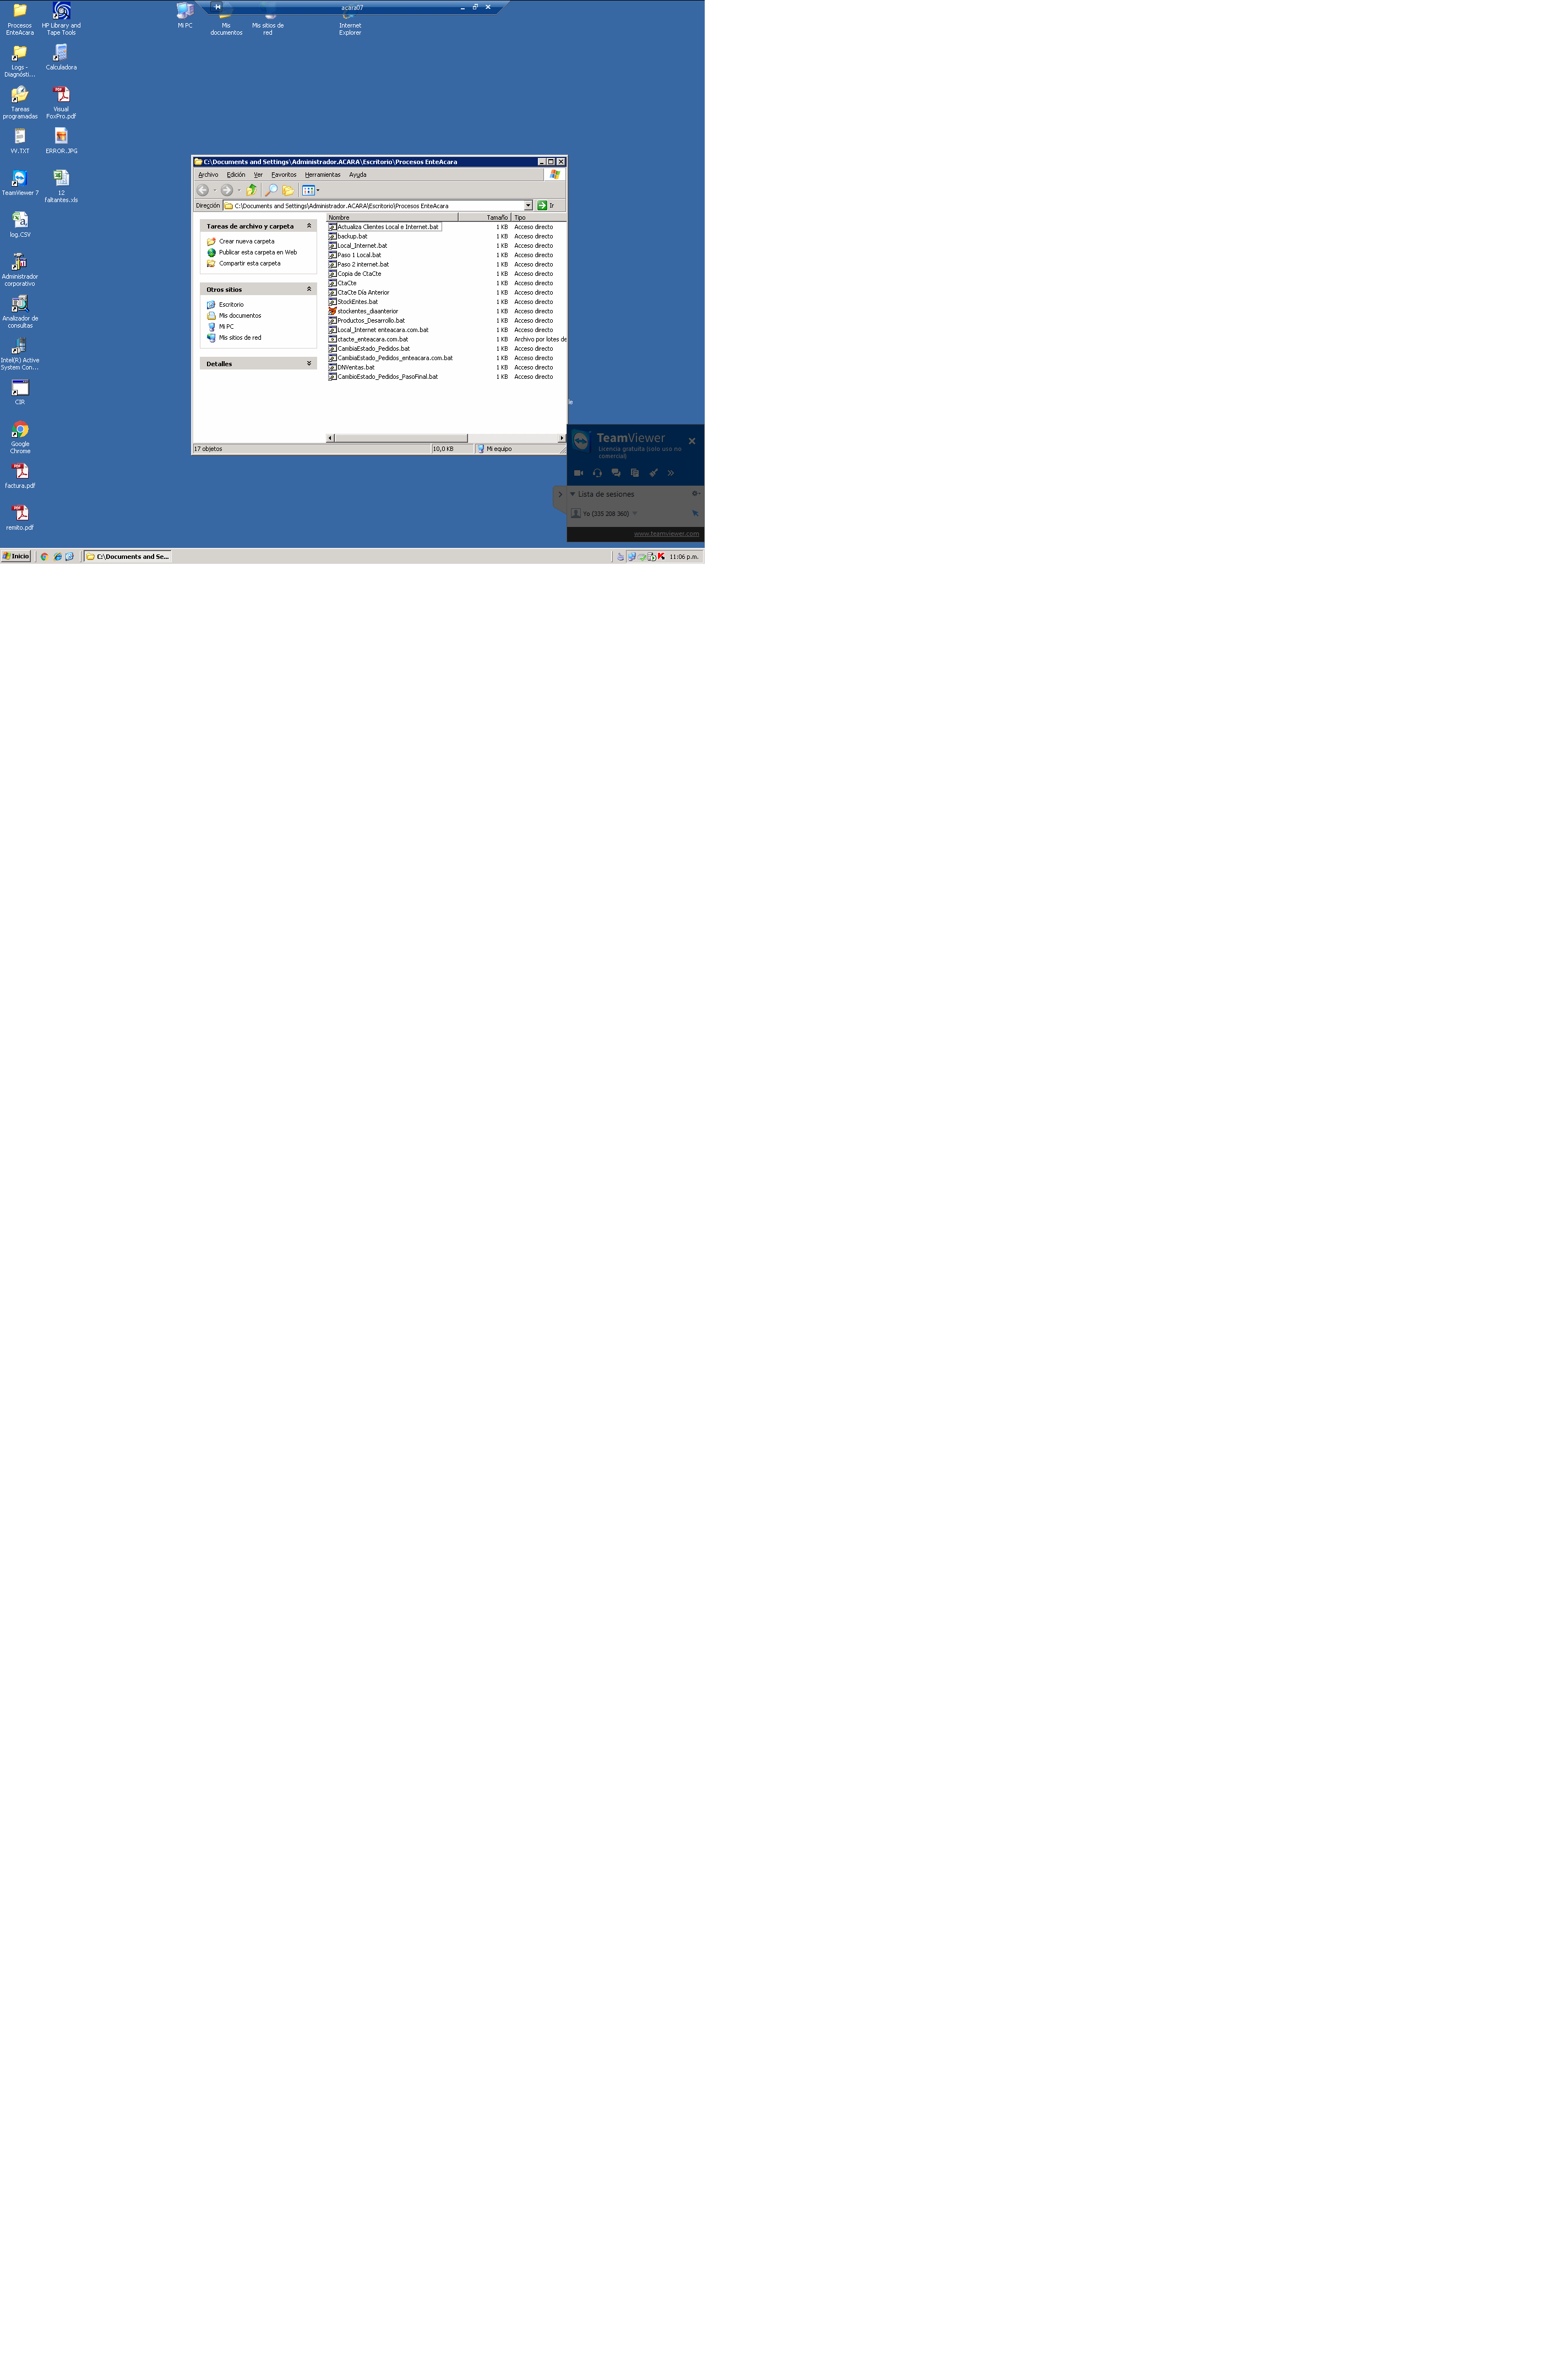 acara07
Procesos
EnteAcara
HP Library and
Tape Tools
Mi PC
Mis
documentos
Mis sitios de
red
Internet
Explorer
Logs -
Diagnósti...
Calculadora
Tareas
programadas
Visual
FoxPro.pdf
VV.TXT
ERROR.JPG
TeamViewer 7
12
faltantes.xls
log.CSV
Administrador
corporativo
Analizador de
consultas
Intel(R) Active
System Con...
CIR
Google
Chrome
factura.pdf
remito.pdf
C:\Documents and Settings\Administrador.ACARA\Escritorio\Procesos EnteAcara
Archivo Edición Ver Favoritos Herramientas Ayuda
Dirección C:\Documents and Settings\Administrador.ACARA\Escritorio\Procesos EnteAcara Ir
Tareas de archivo y carpeta
Crear nueva carpeta
Publicar esta carpeta en Web
Compartir esta carpeta
Otros sitios
Escritorio
Mis documentos
Mi PC
Mis sitios de red
Detalles
Nombre Tamaño Tipo
Actualiza Clientes Local e Internet.bat 1 KB Acceso directo
backup.bat 1 KB Acceso directo
Local_Internet.bat 1 KB Acceso directo
Paso 1 Local.bat 1 KB Acceso directo
Paso 2 internet.bat 1 KB Acceso directo
Copia de CtaCte 1 KB Acceso directo
CtaCte 1 KB Acceso directo
CtaCte Día Anterior 1 KB Acceso directo
StockEntes.bat 1 KB Acceso directo
stockentes_diaanterior 1 KB Acceso directo
Productos_Desarrollo.bat 1 KB Acceso directo
Local_Internet enteacara.com.bat 1 KB Acceso directo
ctacte_enteacara.com.bat 1 KB Archivo por lotes de
CambiaEstado_Pedidos.bat 1 KB Acceso directo
CambiaEstado_Pedidos_enteacara.com.bat 1 KB Acceso directo
DNVentas.bat 1 KB Acceso directo
CambioEstado_Pedidos_PasoFinal.bat 1 KB Acceso directo
17 objetos 10,0 KB Mi equipo
TeamViewer
Licencia gratuita (solo uso no
comercial)
Lista de sesiones
Yo (335 208 360)
www.teamviewer.com
Inicio C:\Documents and Se... 11:06 p.m.